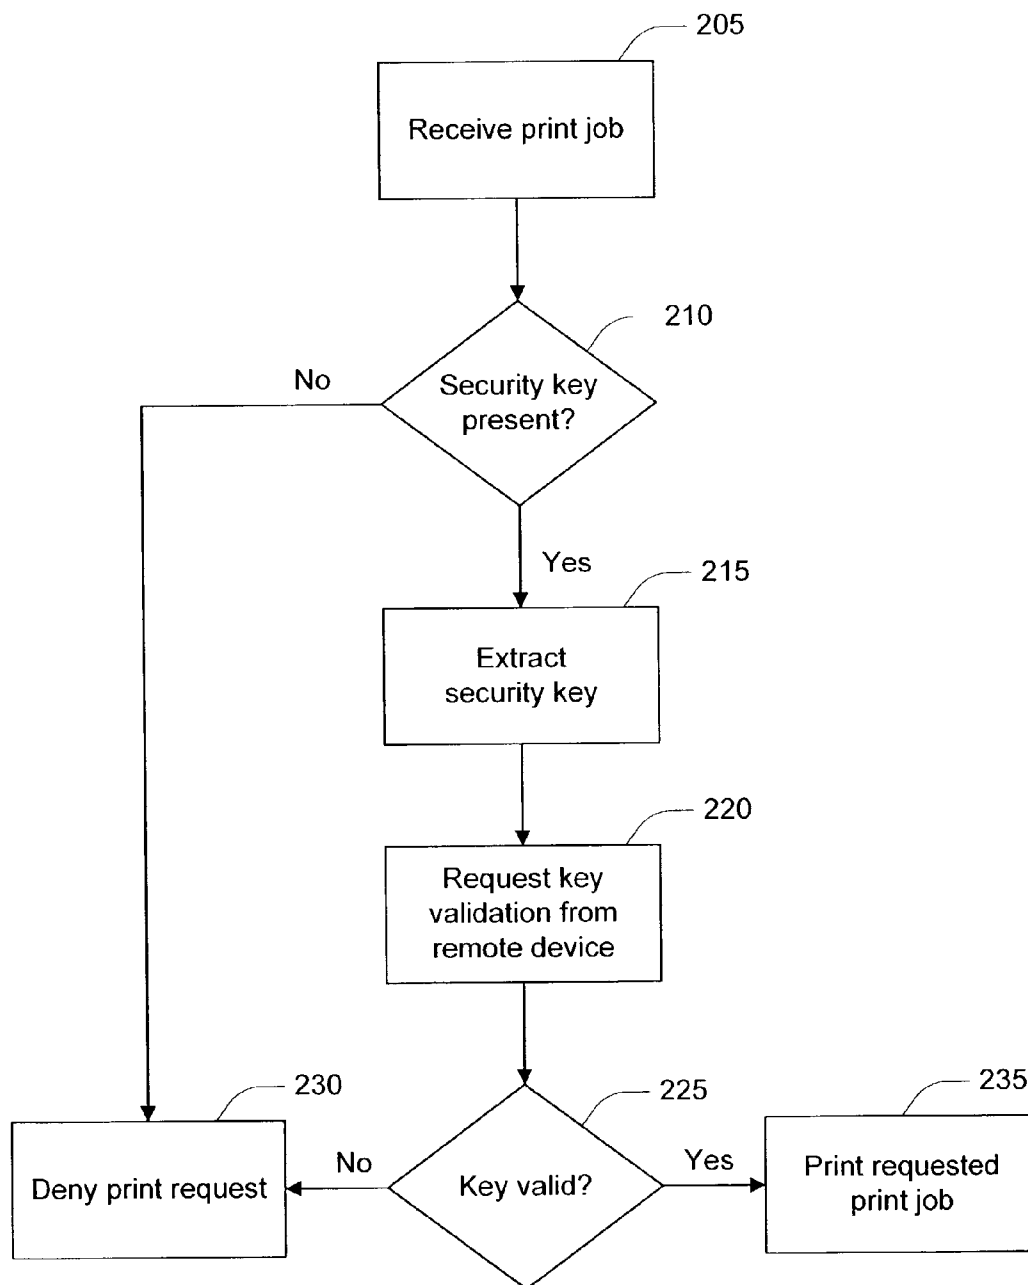 205
Receive print job
210
No
Security key
present?
Yes
215
Extract
security key
220
Request key
validation from
remote device
230
225
235
Deny print request
No
Key valid?
Yes
Print requested
print job